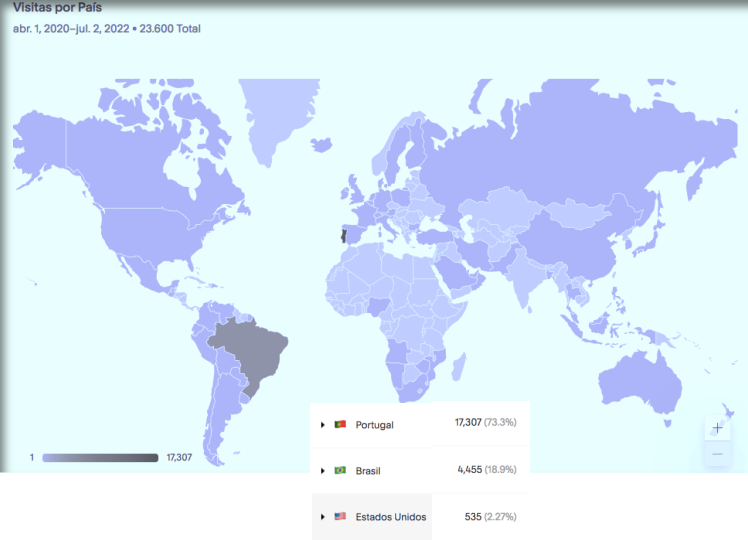 Visitas por País
abr. 1, 2020–jul. 2, 2022 • 23.600 Total
Portugal 17,307 (73.3%)
Brasil 4,455 (18.9%)
1 17,307
Estados Unidos 535 (2.27%)
+
−